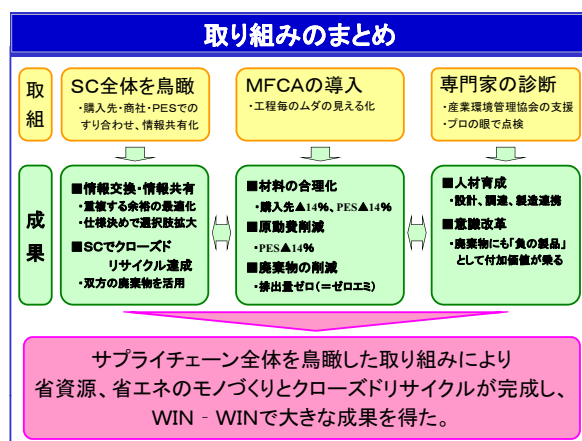 取り組みのまとめ
取組
SC全体を鳥瞰
・購入先・商社・PESでの
すり合わせ、情報共有化
MFCAの導入
・工程毎のムダの見える化
専門家の診断
・産業環境管理協会の支援
・プロの眼で点検
成果
■情報交換・情報共有
・重複する余裕の最適化
・仕様決めで選択肢拡大
■SCでクローズド
リサイクル達成
・双方の廃棄物を活用
■材料の合理化
・購入先▲14%、PES▲14%
■原動費削減
・PES▲14%
■廃棄物の削減
・排出量ゼロ(=ゼロエミ)
■人材育成
・設計、調達、製造連携
■意識改革
・廃棄物にも「負の製品」
として付加価値が乗る
サプライチェーン全体を鳥瞰した取り組みにより
省資源、省エネのモノづくりとクローズドリサイクルが完成し、
WIN‐WINで大きな成果を得た。